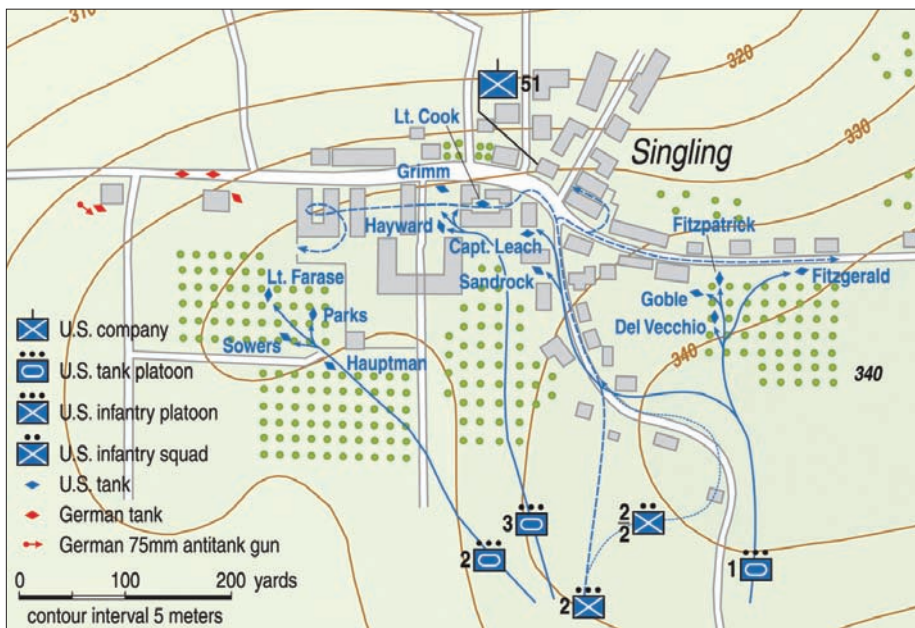 310
320
330
51
Lt. Cook
Singling
Grimm
Fitzpatrick
Hayward
Capt. Leach
Lt. Farase
Sandrock
Fitzgerald
Goble
Parks
Del Vecchio
Sowers
Hauptman
340
340
U.S. company
U.S. tank platoon
U.S. infantry platoon
U.S. infantry squad
U.S. tank
German tank
German 75mm antitank gun
3
2
2
2
2
1
0 100 200 yards
contour interval 5 meters